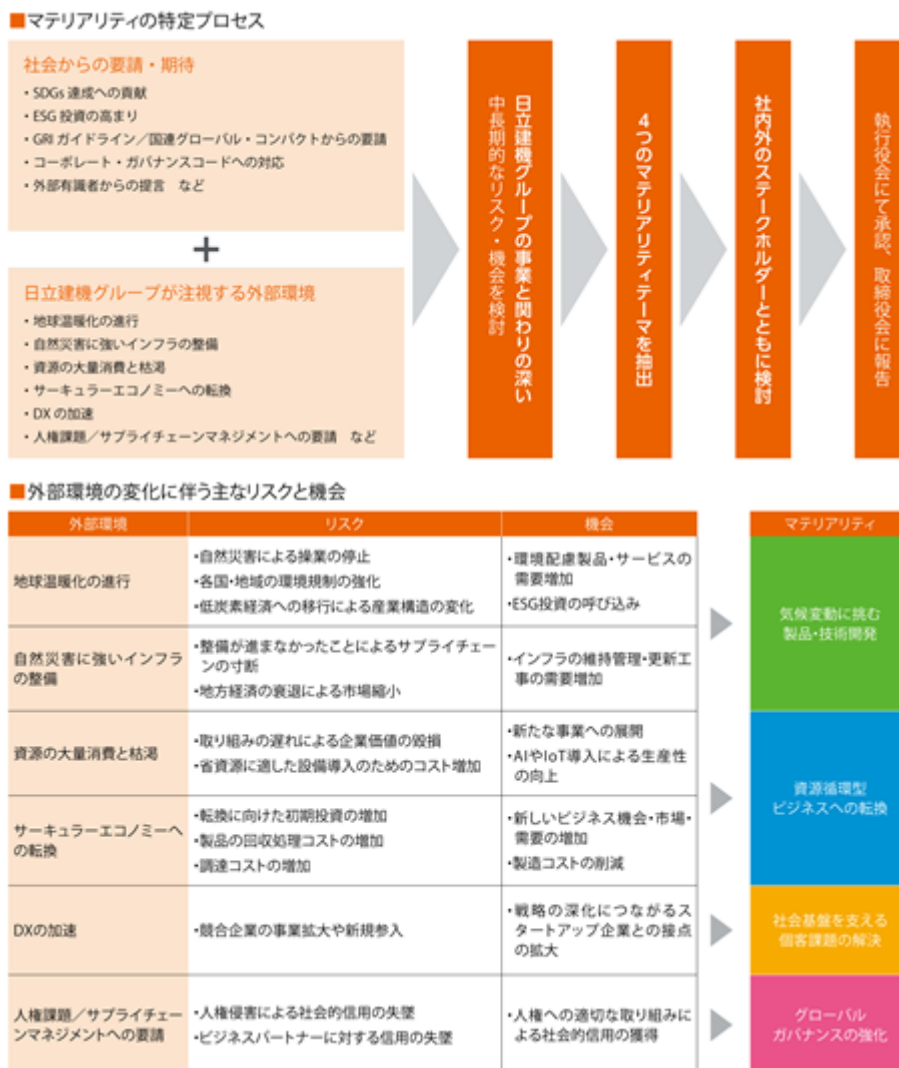 ■マテリアリティの特定プロセス
社会からの要請・期待
・SDGs 達成への貢献
・ESG 投資の高まり
・GRI ガイドライン／国連グローバル・コンパクトからの要請
・コーポレート・ガバナンスコードへの対応
・外部有識者からの提言　など
+
日立建機グループが注視する外部環境
・地球温暖化の進行
・自然災害に強いインフラの整備
・資源の大量消費と枯渇
・サーキュラーエコノミーへの転換
・DX の加速
・人権課題／サプライチェーンマネジメントへの要請　など
日立建機グループの事業と関わりの深い
中長期的なリスク・機会を検討
4つのマテリアリティテーマを抽出
社内外のステークホルダーとともに検討
執行役会にて承認、取締役会に報告
■外部環境の変化に伴う主なリスクと機会
外部環境
リスク
機会
マテリアリティ
地球温暖化の進行
・自然災害による操業の停止
・各国・地域の環境規制の強化
・低炭素経済への移行による産業構造の変化
・環境配慮製品・サービスの
需要増加
・ESG投資の呼び込み
自然災害に強いインフラ
の整備
・整備が進まなかったことによるサプライチェー
ンの寸断
・地方経済の衰退による市場縮小
・インフラの維持管理・更新工
事の需要増加
気候変動に挑む
製品・技術開発
資源の大量消費と枯渇
・取り組みの遅れによる企業価値の毀損
・省資源に適した設備導入のためのコスト増加
・新たな事業への展開
・AIやIoT導入による生産性
の向上
サーキュラーエコノミーへ
の転換
・転換に向けた初期投資の増加
・製品の回収処理コストの増加
・調達コストの増加
・新しいビジネス機会・市場・
需要の増加
・製造コストの削減
資源循環型
ビジネスへの転換
DXの加速
・競合企業の事業拡大や新規参入
・戦略の深化につながるス
タートアップ企業との接点
の拡大
社会基盤を支える
個客課題の解決
人権課題／サプライチェー
ンマネジメントへの要請
・人権侵害による社会的信用の失墜
・ビジネスパートナーに対する信用の失墜
・人権への適切な取り組みに
よる社会的信用の獲得
グローバル
ガバナンスの強化